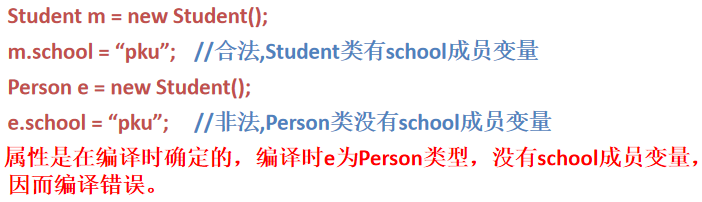 Student m = new Student();
m.school = “pku”; //合法,Student类有school成员变量
Person e = new Student();
e.school = “pku”; //非法,Person类没有school成员变量
属性是在编译时确定的，编译时e为Person类型，没有school成员变量，
因而编译错误。